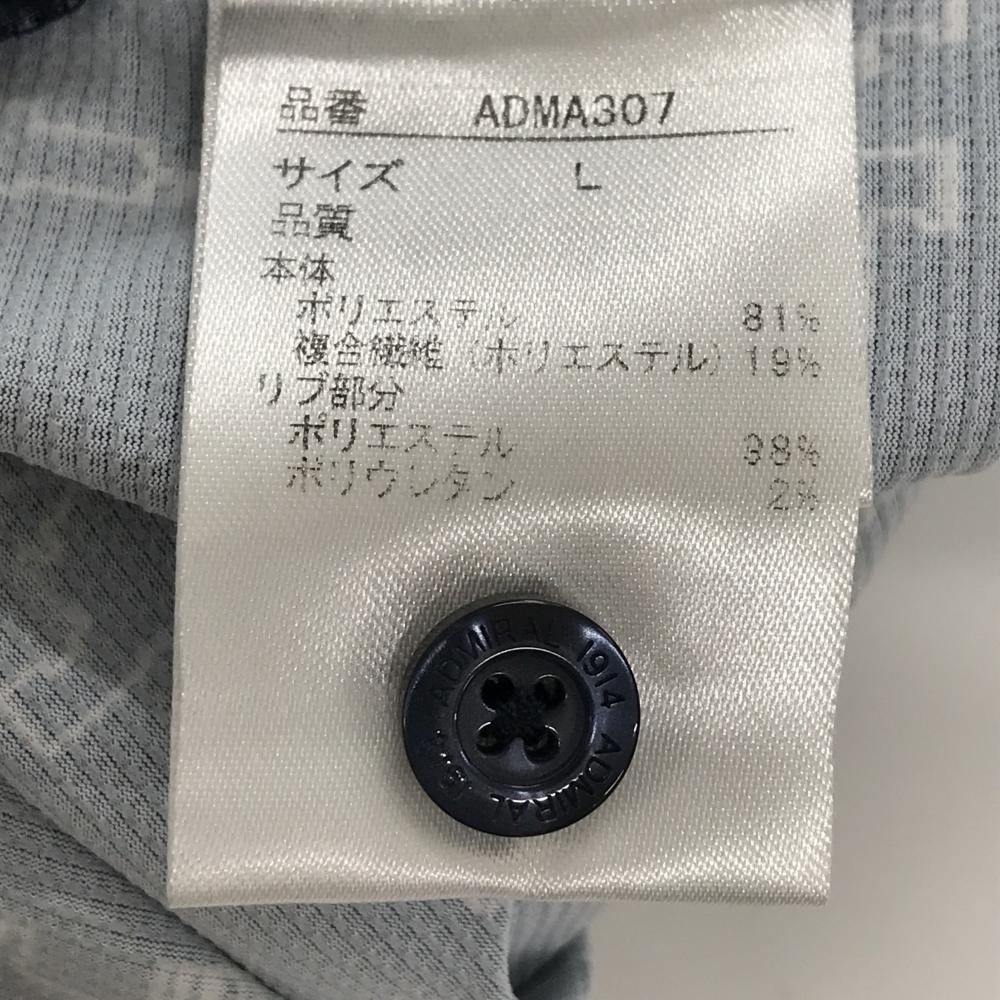 品番 ADMA307
サイズ L
品質
本体
ポリエステル 81%
複合繊維（ポリエステル）19%
リブ部分
ポリエステル 98%
ポリウレタン 2%
ADMIRAL 1914 ADMIRAL